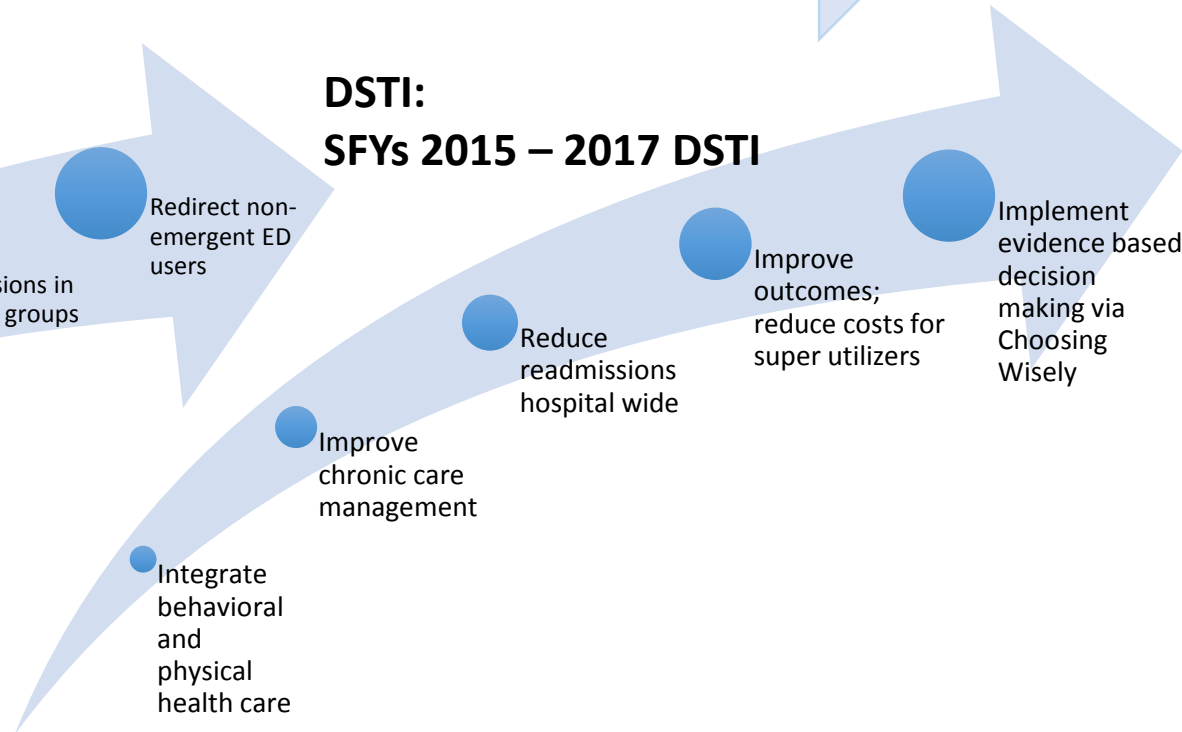 DSTI:
SFYs 2015 – 2017 DSTI
Redirect non-
emergent ED
users
in
groups
Integrate
behavioral
and
physical
health care
Improve
chronic care
management
Reduce
readmissions
hospital wide
Improve
outcomes;
reduce costs for
super utilizers
Implement
evidence based
decision
making via
Choosing
Wisely